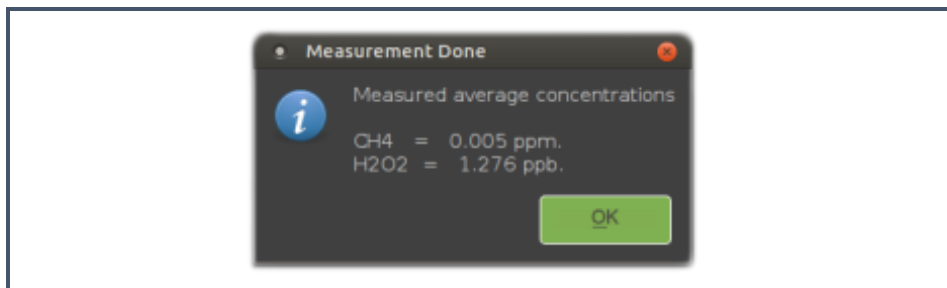 Measurement Done
Measured average concentrations
CH4 = 0.005 ppm.
H2O2 = 1.276 ppb.
OK